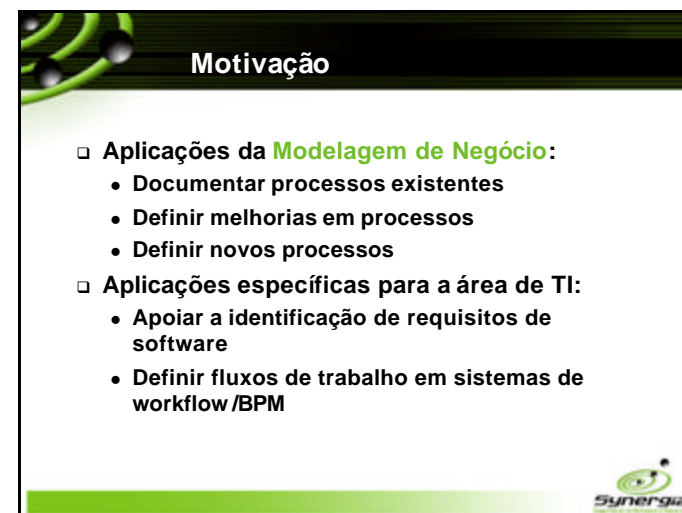 Motivação
Aplicações da Modelagem de Negócio:
Documentar processos existentes
Definir melhorias em processos
Definir novos processos
Aplicações específicas para a área de TI:
Apoiar a identificação de requisitos de
software
Definir fluxos de trabalho em sistemas de
workflow/BPM
Synergia